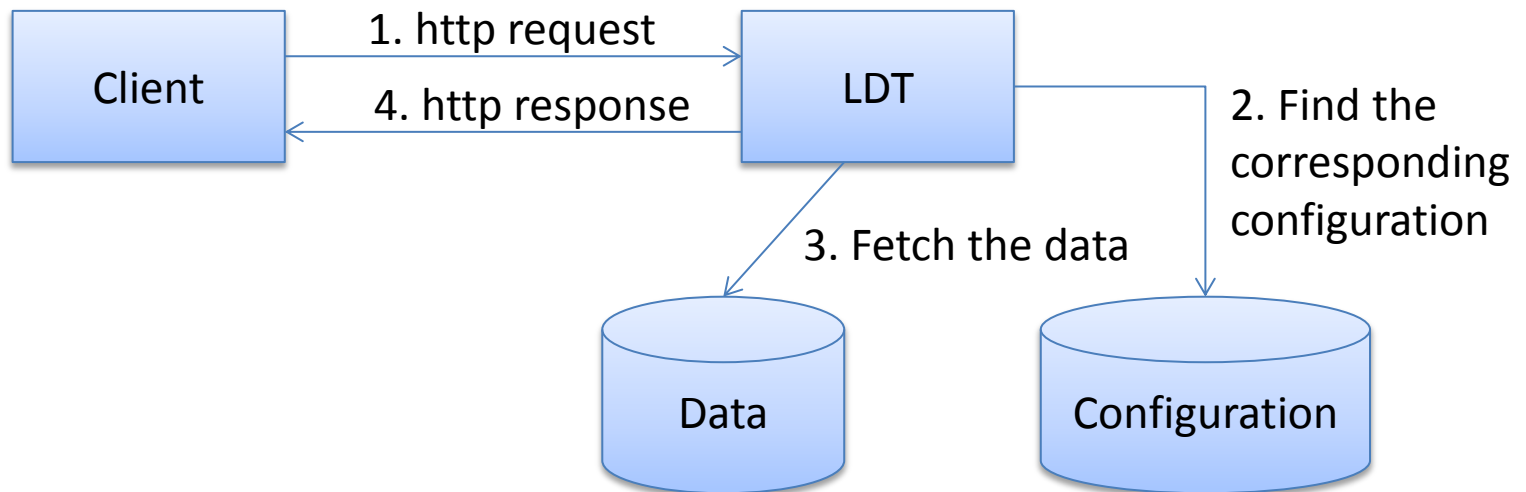 1. http request
Client
LDT
4. http response
2. Find the
corresponding
configuration
3. Fetch the data
Data
Configuration